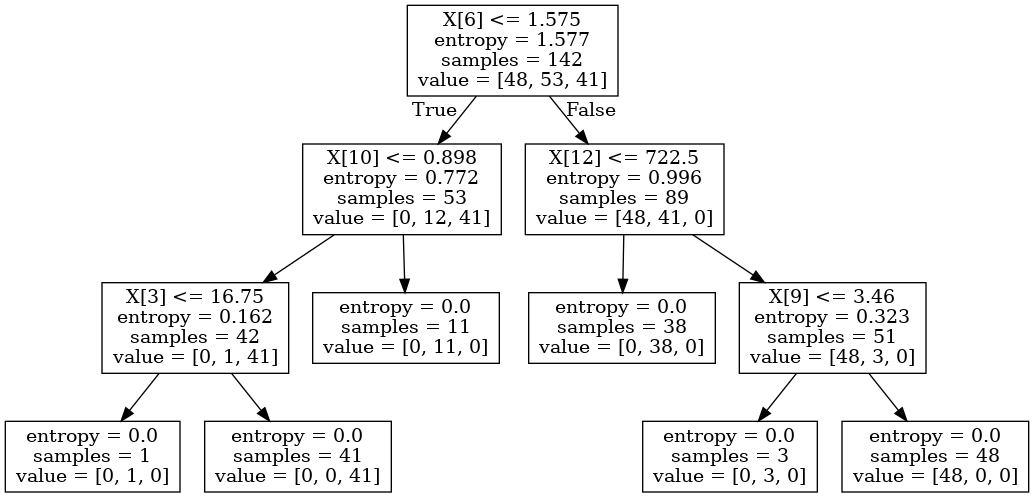 X[6] <= 1.575
entropy = 1.577
samples = 142
value = [48, 53, 41]
True
False
X[10] <= 0.898
entropy = 0.772
samples = 53
value = [0, 12, 41]
X[12] <= 722.5
entropy = 0.996
samples = 89
value = [48, 41, 0]
X[3] <= 16.75
entropy = 0.162
samples = 42
value = [0, 1, 41]
entropy = 0.0
samples = 11
value = [0, 11, 0]
entropy = 0.0
samples = 38
value = [0, 38, 0]
X[9] <= 3.46
entropy = 0.323
samples = 51
value = [48, 3, 0]
entropy = 0.0
samples = 1
value = [0, 1, 0]
entropy = 0.0
samples = 41
value = [0, 0, 41]
entropy = 0.0
samples = 3
value = [0, 3, 0]
entropy = 0.0
samples = 48
value = [48, 0, 0]